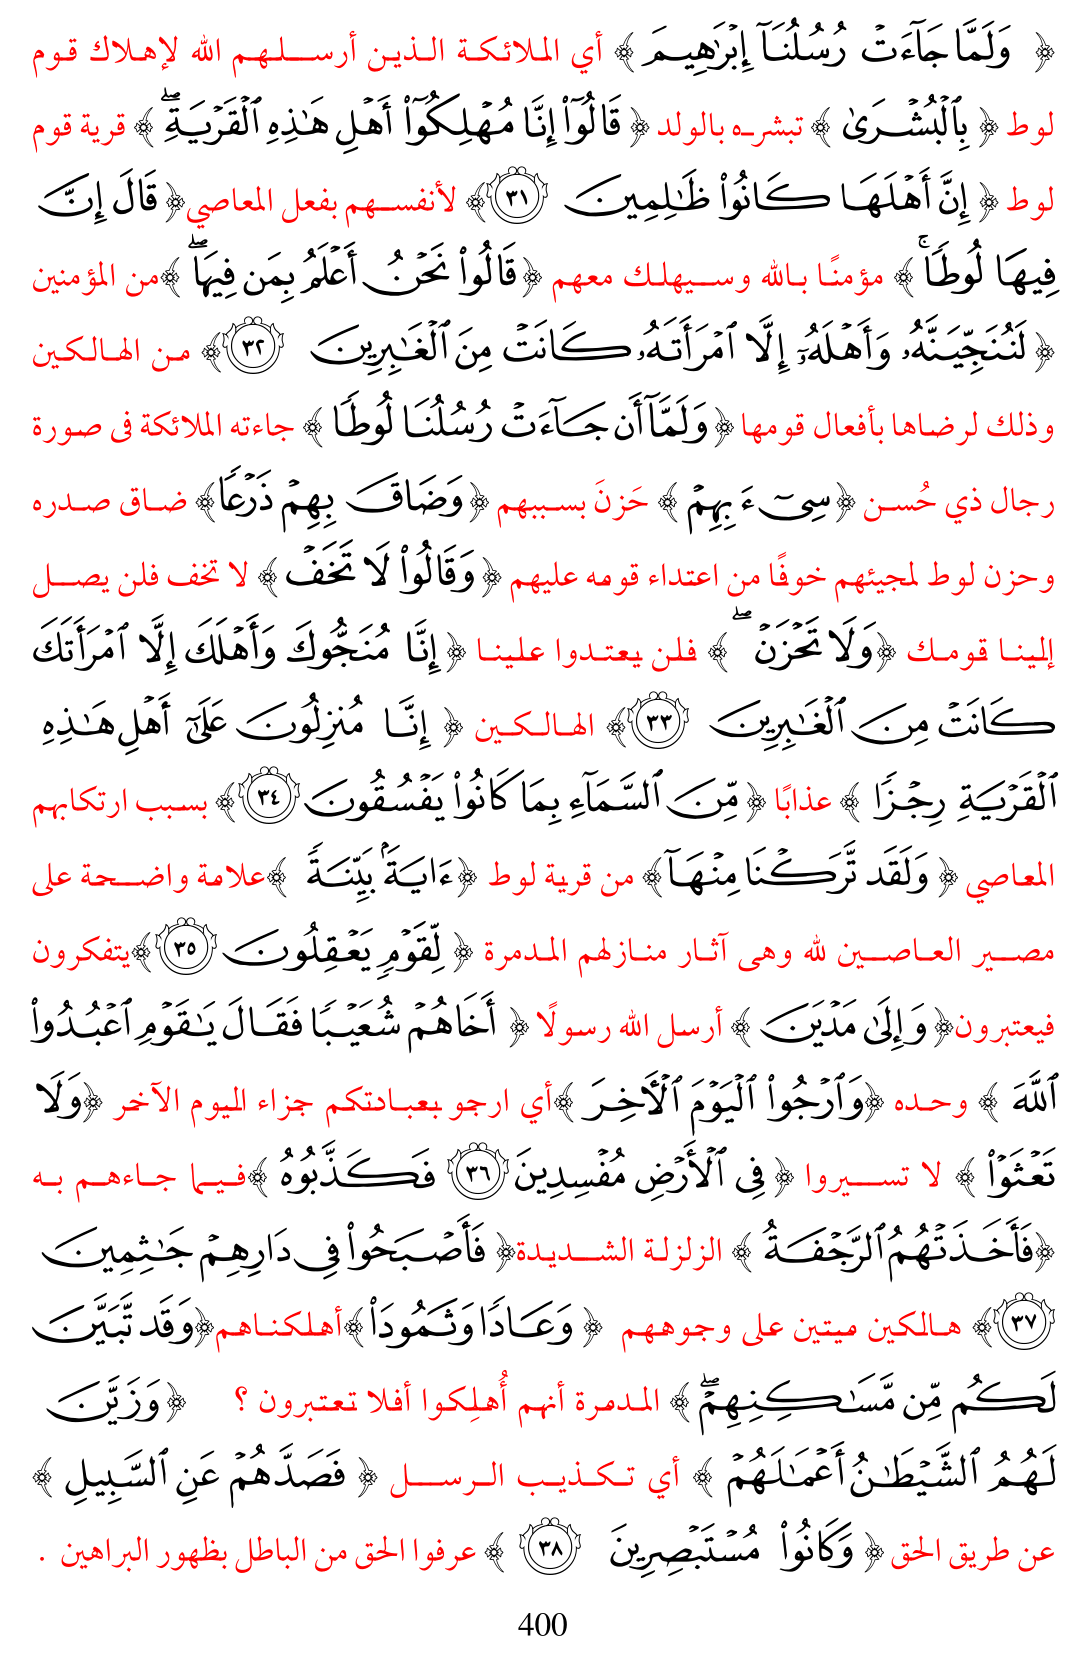 ﴿ وَلَمَّا جَآءَتْ رُسُلُنَآ إِبْرَٰهِيمَ ﴾ أي الملائكة الذين أرسلهم الله لإهلاك قوم
لوط ﴿ بِٱلْبُشْرَىٰ ﴾ تبشره بالولد ﴿ قَالُوٓا۟ إِنَّا مُهْلِكُوٓا۟ أَهْلِ هَٰذِهِ ٱلْقَرْيَةِ ۖ ﴾ قرية قوم
لوط ﴿ إِنَّ أَهْلَهَا كَانُوا۟ ظَٰلِمِينَ ٣١ ﴾ لأنفسهم بفعل المعاصي ﴿ قَالَ إِنَّ
فِيهَا لُوطًا ۚ ﴾ مؤمنًا بالله وسيهلك معهم ﴿ قَالُوا۟ نَحْنُ أَعْلَمُ بِمَن فِيهَا ۖ ﴾ من المؤمنين
﴿ لَنُنَجِّيَنَّهُۥ وَأَهْلَهُۥٓ إِلَّا ٱمْرَأَتَهُۥ كَانَتْ مِنَ ٱلْغَٰبِرِينَ ٣٢ ﴾ من الهالكين
وذلك لرضاها بأفعال قومها ﴿ وَلَمَّآ أَن جَآءَتْ رُسُلُنَا لُوطًا ﴾ جاءته الملائكة فى صورة
رجال ذي حُسن ﴿ سِىٓءَ بِهِمْ ﴾ حَزنَ بسببهم ﴿ وَضَاقَ بِهِمْ ذَرْعًا ﴾ ضاق صدره
وحزن لوط لمجيئهم خوفًا من اعتداء قومه عليهم ﴿ وَقَالُوا۟ لَا تَخَفْ ﴾ لا تخف فلن يصل
إلينا قومك ﴿ وَلَا تَحْزَنْ ۖ ﴾ فلن يعتدوا علينا ﴿ إِنَّا مُنَجُّوكَ وَأَهْلَكَ إِلَّا ٱمْرَأَتَكَ
كَانَتْ مِنَ ٱلْغَٰبِرِينَ ٣٣ ﴾ الهالكين ﴿ إِنَّا مُنزِلُونَ عَلَىٰٓ أَهْلِ هَٰذِهِ
ٱلْقَرْيَةِ رِجْزًا ﴾ عذابًا ﴿ مِّنَ ٱلسَّمَآءِ بِمَا كَانُوا۟ يَفْسُقُونَ ٣٤ ﴾ بسبب ارتكابهم
المعاصي ﴿ وَلَقَد تَّرَكْنَا مِنْهَآ ﴾ من قرية لوط ﴿ ءَايَةًۢ بَيِّنَةً ﴾ علامة واضحة على
مصير العاصين لله وهى آثار منازلهم المدمرة ﴿ لِّقَوْمٍ يَعْقِلُونَ ٣٥ ﴾ يتفكرون
فيعتبرون ﴿ وَإِلَىٰ مَدْيَنَ ﴾ أرسل الله رسولًا ﴿ أَخَاهُمْ شُعَيْبًا فَقَالَ يَٰقَوْمِ ٱعْبُدُوا۟
ٱللَّهَ ﴾ وحده ﴿ وَٱرْجُوا۟ ٱلْيَوْمَ ٱلْأَخِرَ ﴾ أي ارجو بعبادتكم جزاء اليوم الآخر ﴿ وَلَا
تَعْثَوْا۟ ﴾ لا تسيروا ﴿ فِى ٱلْأَرْضِ مُفْسِدِينَ ٣٦ فَكَذَّبُوهُ ﴾ فيما جاءهم به
﴿ فَأَخَذَتْهُمُ ٱلرَّجْفَةُ ﴾ الزلزلة الشديدة ﴿ فَأَصْبَحُوا۟ فِى دَارِهِمْ جَٰثِمِينَ
٣٧ ﴾ هالكين ميتين على وجوههم ﴿ وَعَادًا وَثَمُودَا۟ ﴾ أهلكناهم ﴿ وَقَد تَّبَيَّنَ
لَكُم مِّن مَّسَٰكِنِهِمْ ۖ ﴾ المدمرة أنهم أُهلِكوا أفلا تعتبرون ؟ ﴿ وَزَيَّنَ
لَهُمُ ٱلشَّيْطَٰنُ أَعْمَٰلَهُمْ ﴾ أي تكذيب الرسل ﴿ فَصَدَّهُمْ عَنِ ٱلسَّبِيلِ ﴾
عن طريق الحق ﴿ وَكَانُوا۟ مُسْتَبْصِرِينَ ٣٨ ﴾ عرفوا الحق من الباطل بظهور البراهين .
400